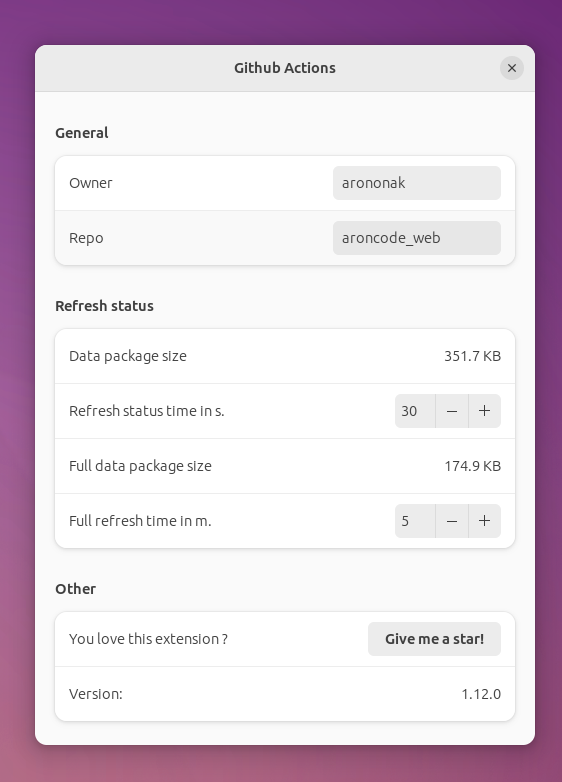 Github Actions
General
Owner arononak
Repo aroncode_web
Refresh status
Data package size 351.7 KB
Refresh status time in s. 30
Full data package size 174.9 KB
Full refresh time in m. 5
Other
You love this extension ? Give me a star!
Version: 1.12.0